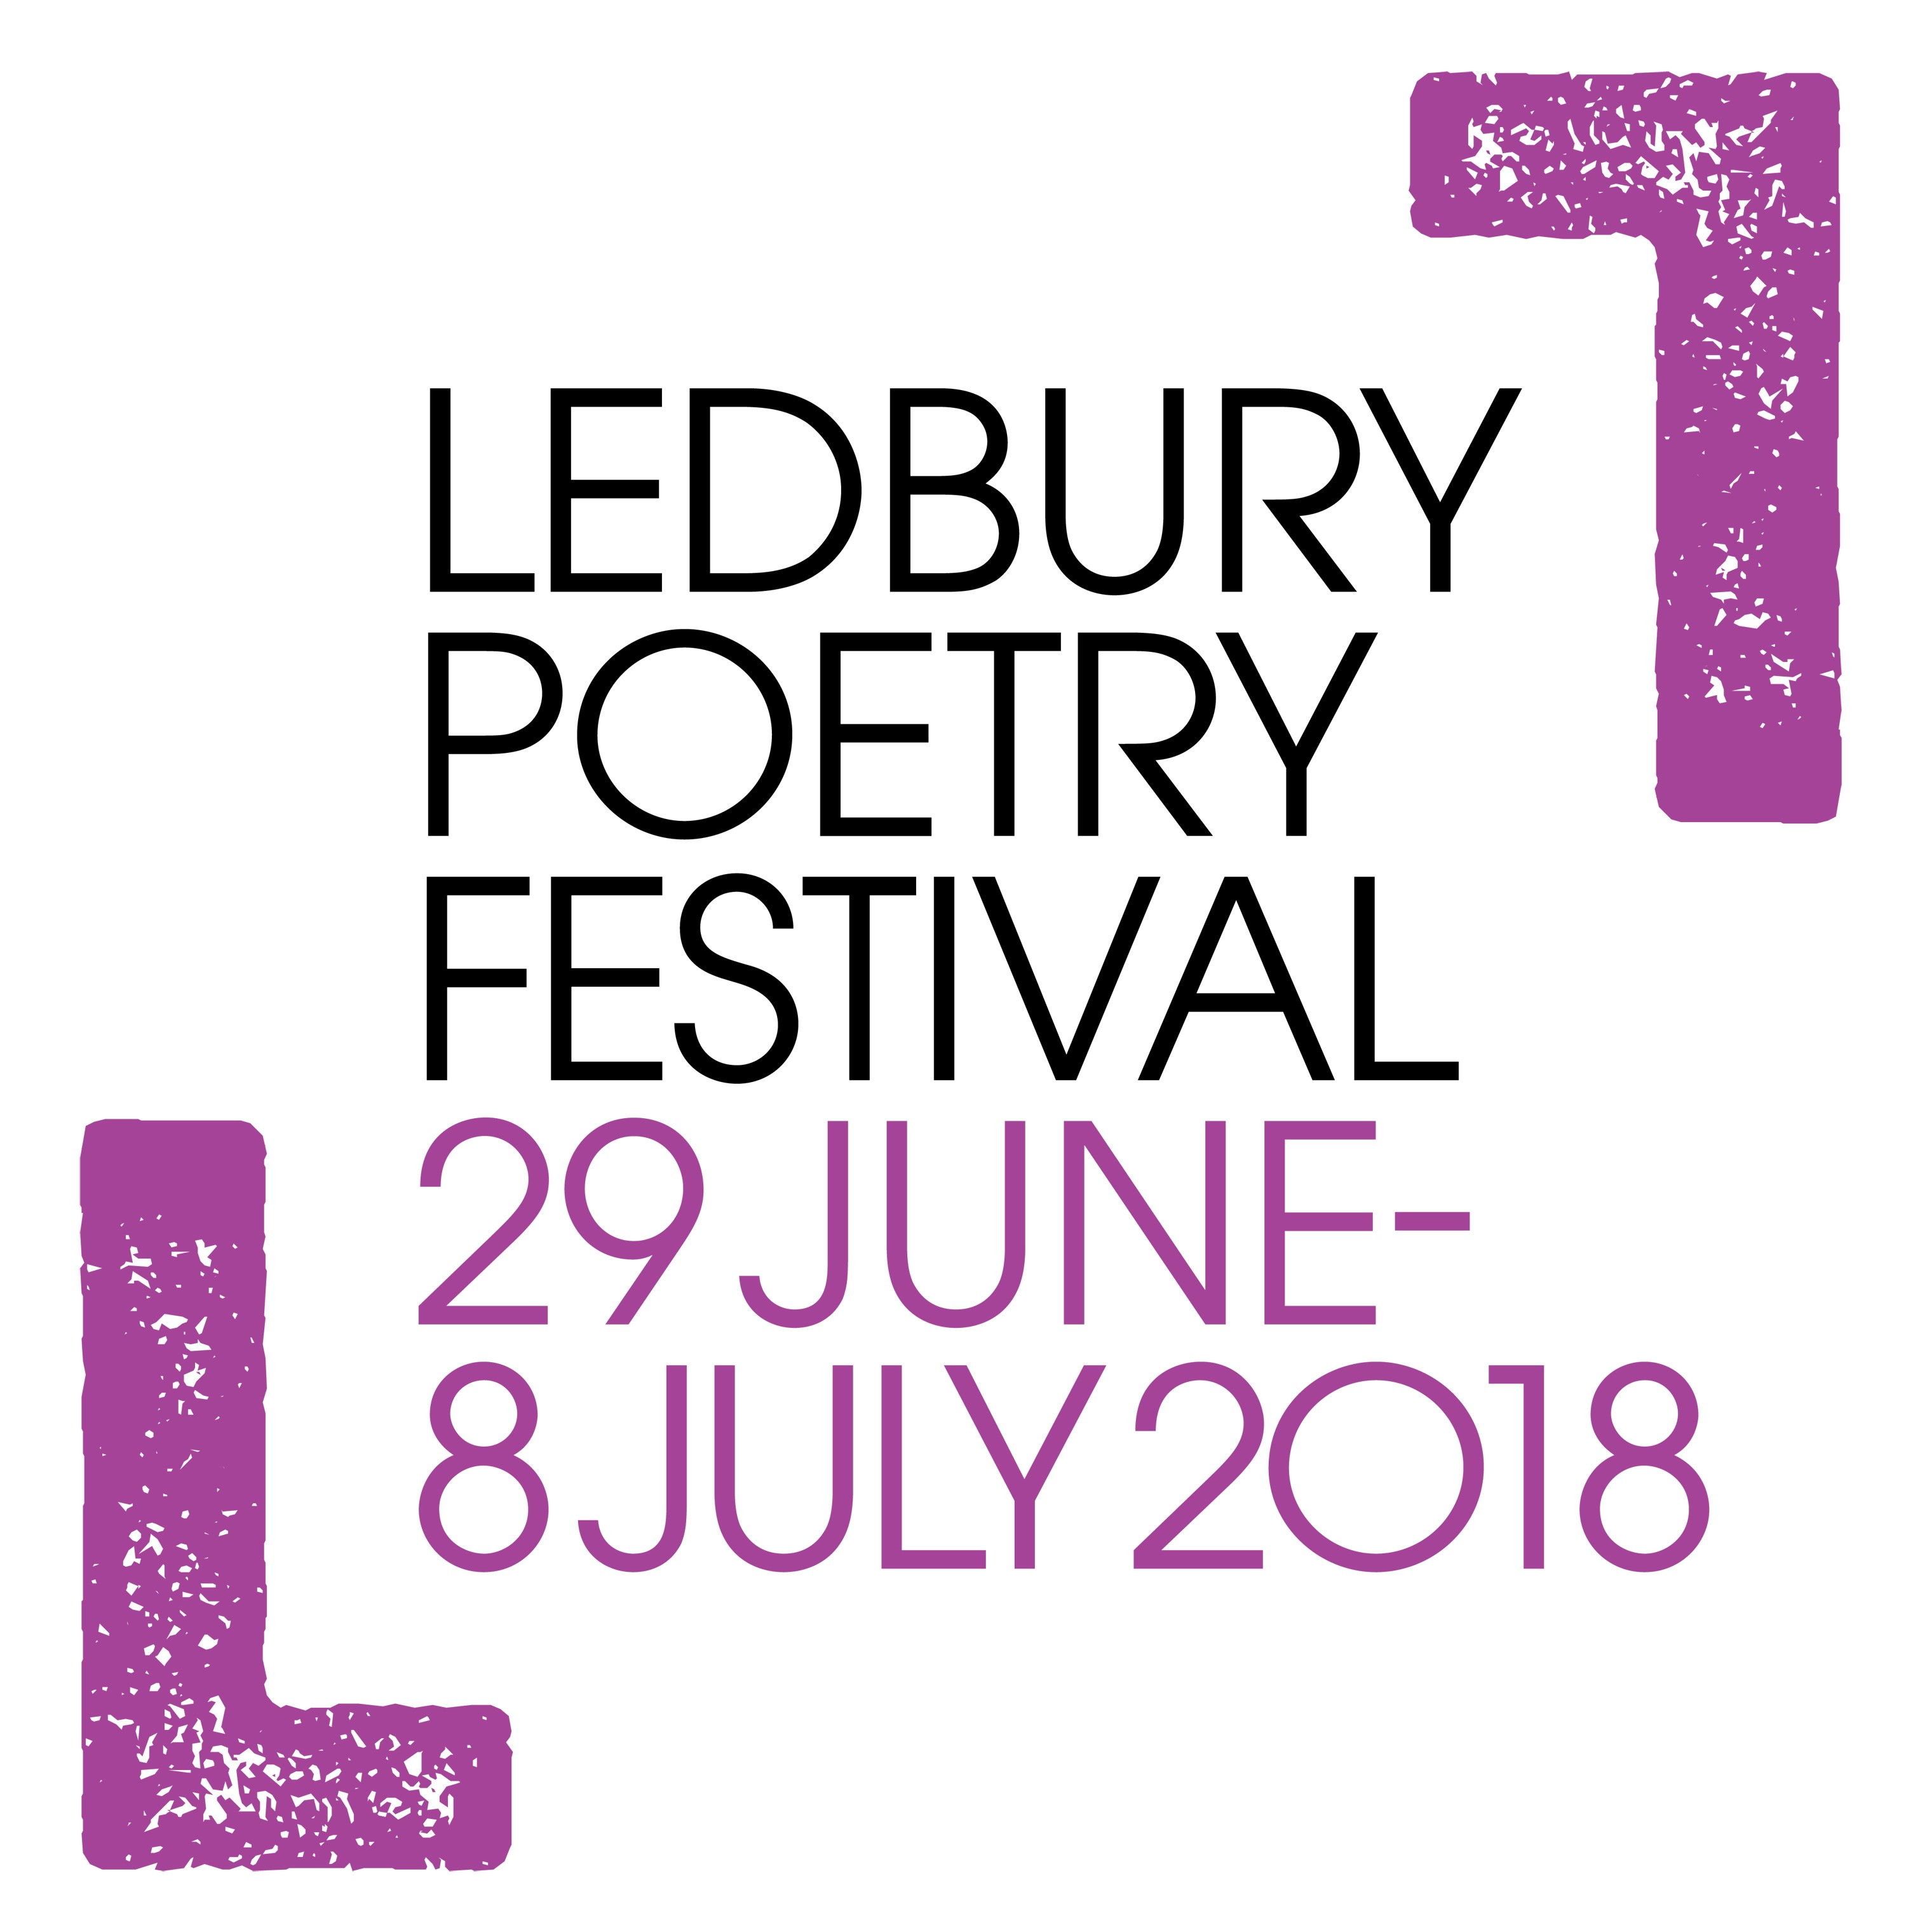 LEDBURY
POETRY
FESTIVAL
29 JUNE-
8 JULY 2018